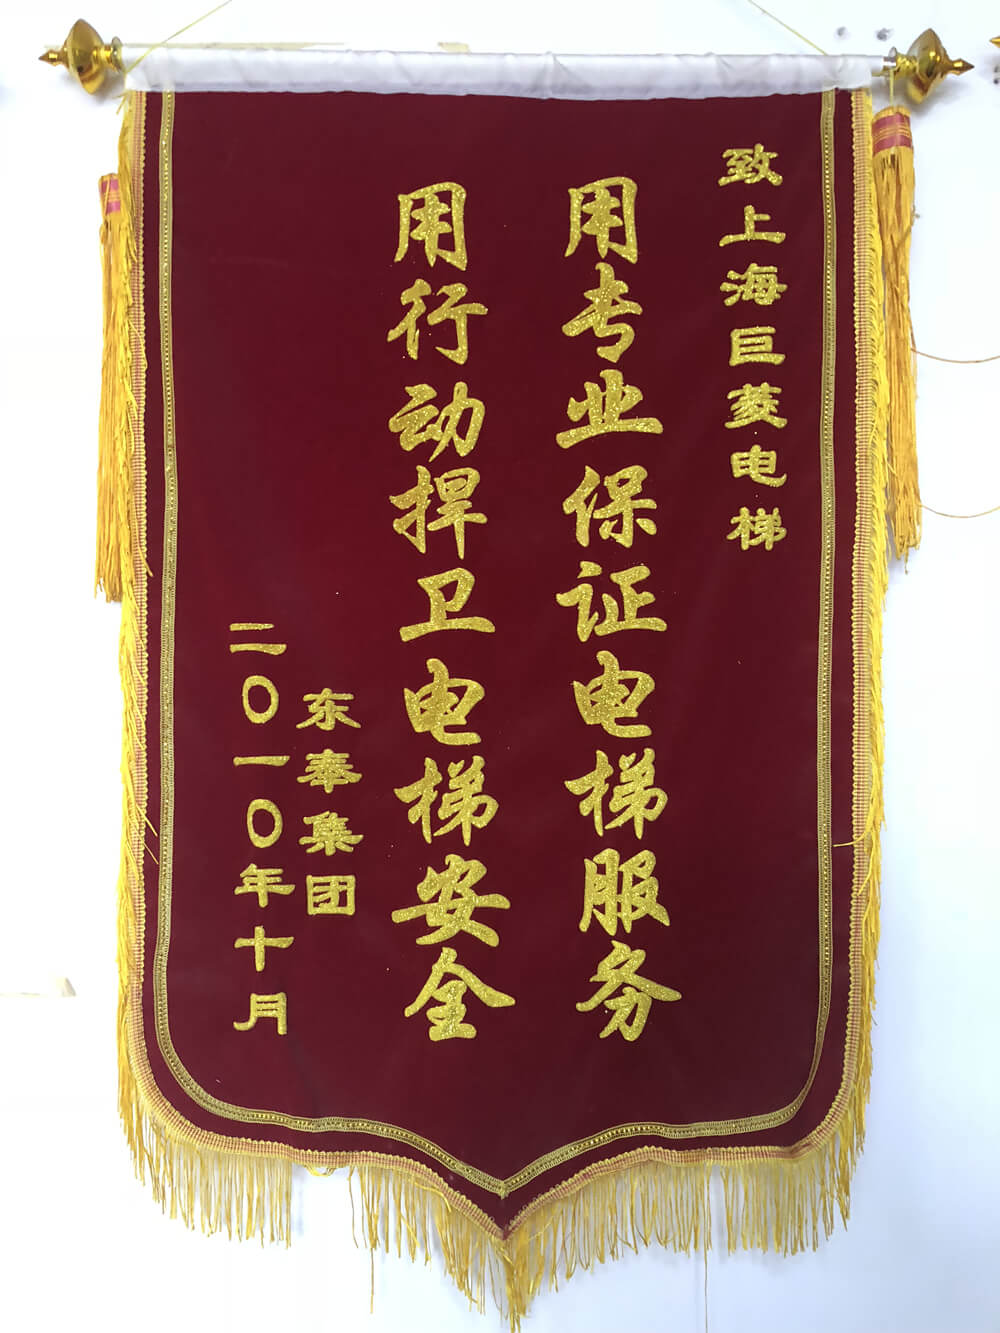 致上海巨菱电梯
用专业保证电梯服务
用行动捍卫电梯安全
东奉集团
二〇一〇年十月